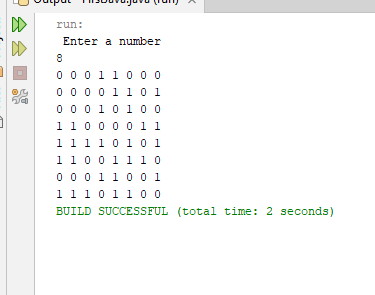 run:
Enter a number
8
0 0 0 1 1 0 0 0
0 0 0 0 1 1 0 1
0 0 0 1 0 1 0 0
1 1 0 0 0 0 1 1
1 1 1 1 0 1 0 1
1 1 0 0 1 1 1 0
0 0 0 1 1 0 0 1
1 1 1 0 1 1 0 0
BUILD SUCCESSFUL (total time: 2 seconds)